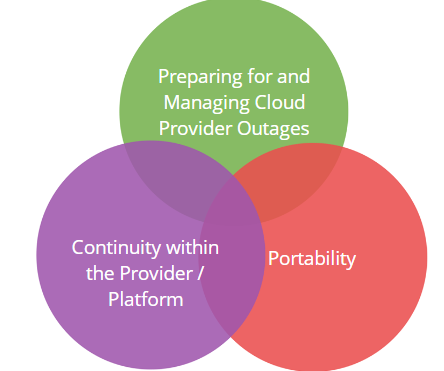 Preparing for and
Managing Cloud
Provider Outages
Continuity within
the Provider /
Platform
Portability